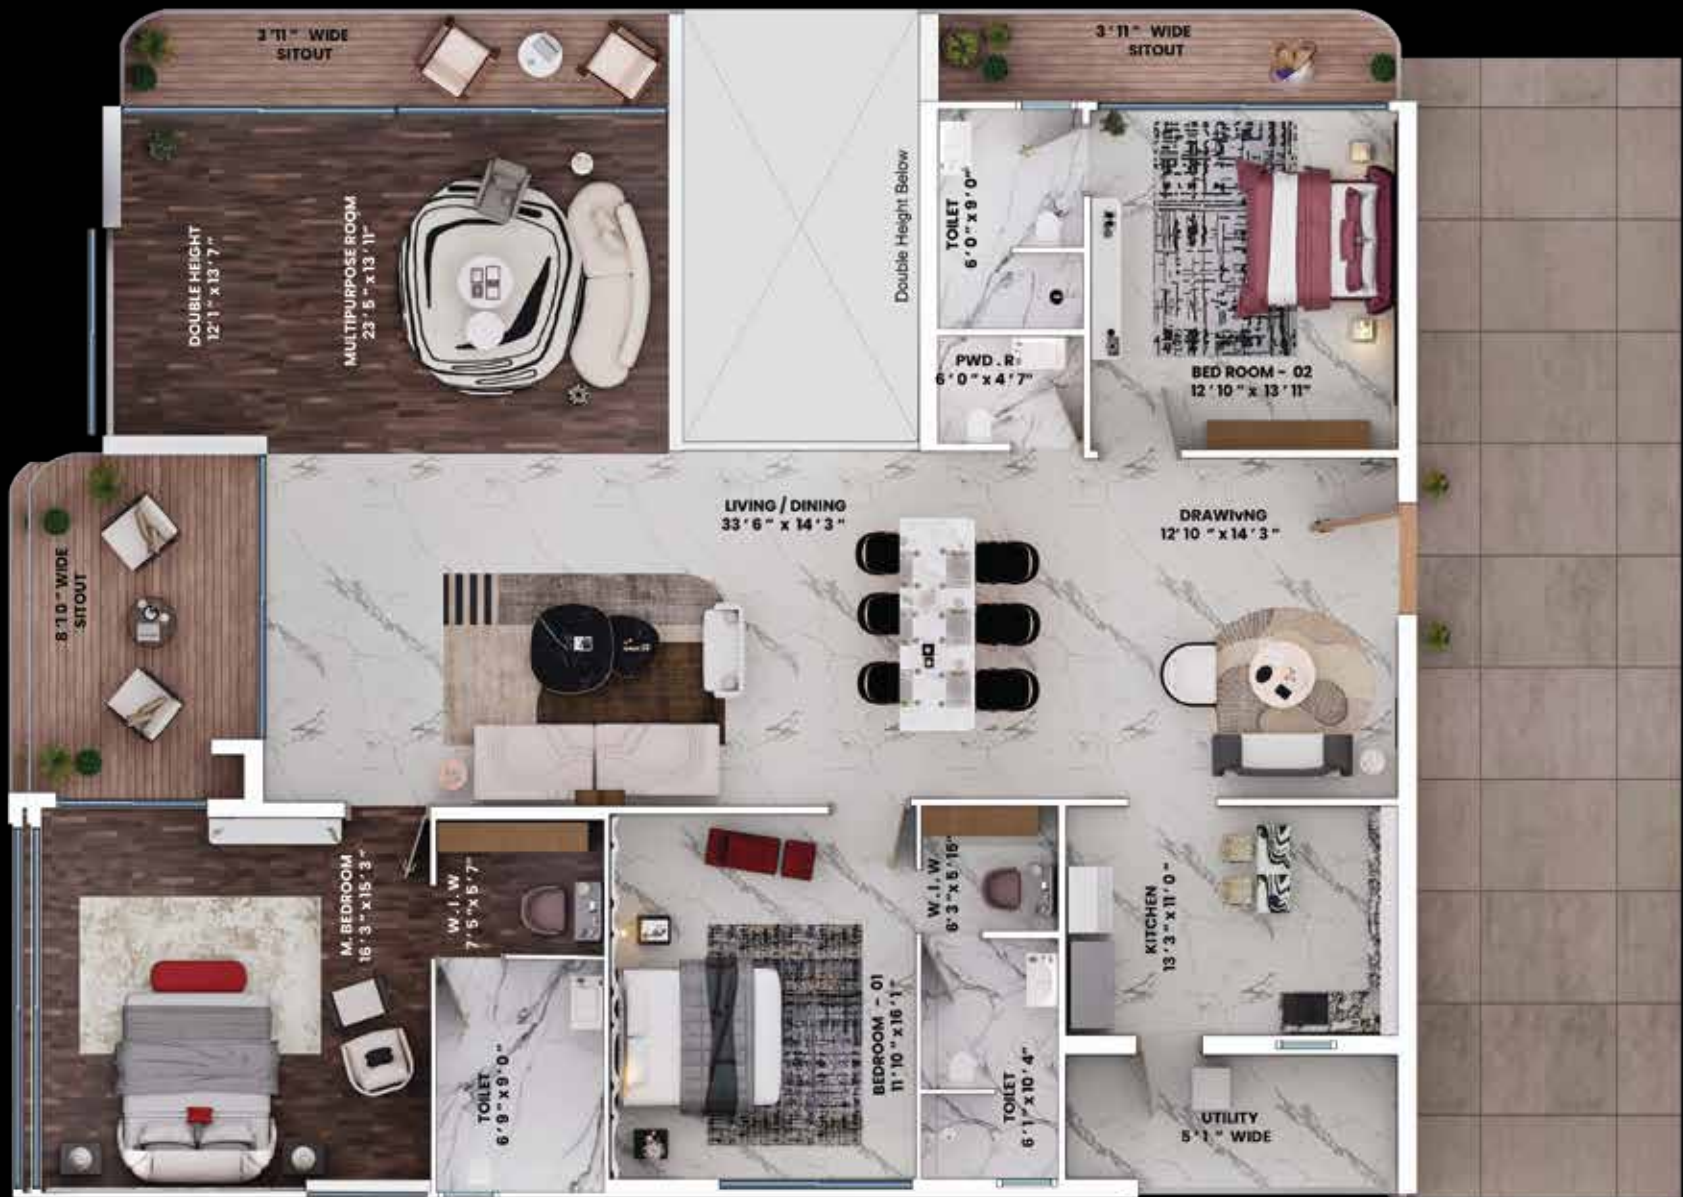 3'11" WIDE
SITOUT
3'11" WIDE
SITOUT
DOUBLE HEIGHT
12'1" x 13'7"
MULTIPURPOSE ROOM
23'5" x 13'11"
Double Height Below
TOILET
6'0" x 9'0"
PWD . R
6'0" x 4'7"
BED ROOM - 02
12'10" x 13'11"
8'10" WIDE
SITOUT
LIVING / DINING
33'6" x 14'3"
DRAWIvNG
12'10" x 14'3"
M. BEDROOM
16'3" x 15'3"
W.I.W
7'5" x 5'7"
TOILET
6'9" x 9'0"
BEDROOM - 01
11'10" x 16'1"
W.I.W
6'3" x 5'16"
TOILET
6'1" x 10'4"
KITCHEN
13'3" x 11'0"
UTILITY
5'1" WIDE